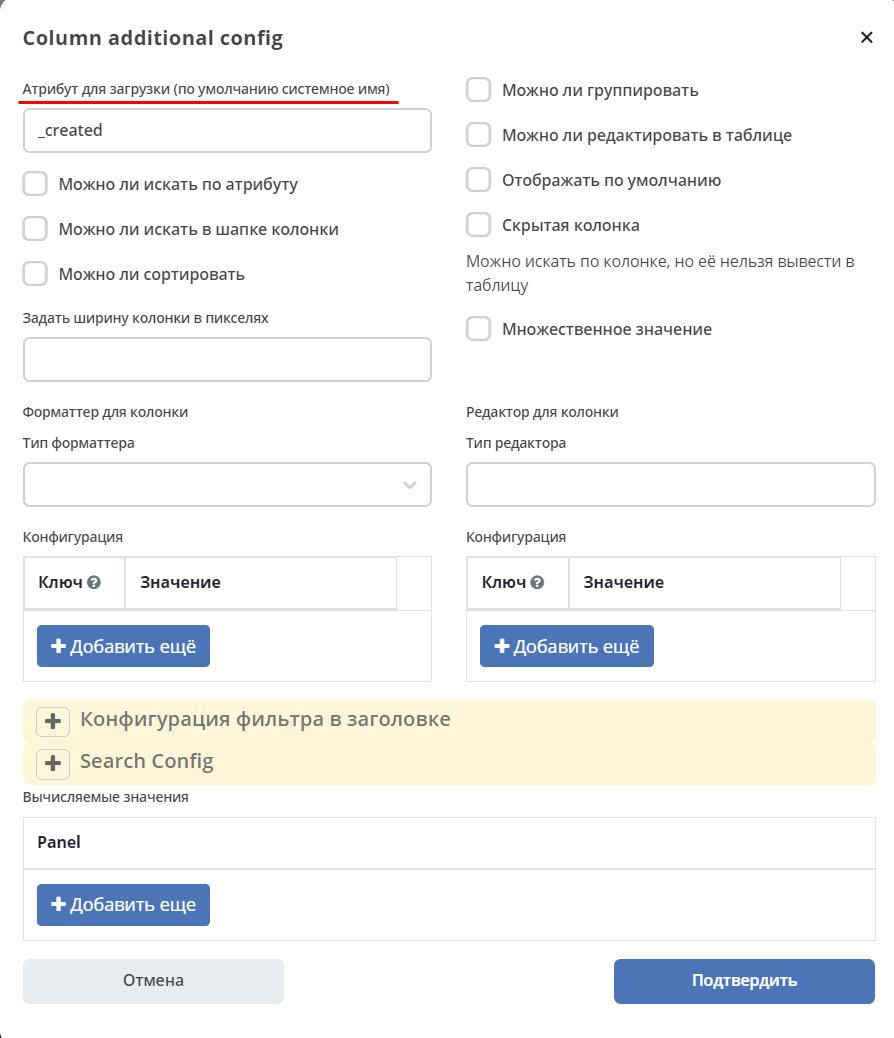 Column additional config
Атрибут для загрузки (по умолчанию системное имя)
_created
Можно ли искать по атрибуту
Можно ли искать в шапке колонки
Можно ли сортировать
Задать ширину колонки в пикселях
Можно ли группировать
Можно ли редактировать в таблице
Отображать по умолчанию
Скрытая колонка
Можно искать по колонке, но её нельзя вывести в
таблицу
Множественное значение
Форматтер для колонки
Тип форматтера
Конфигурация
Ключ Значение
Добавить ещё
Редактор для колонки
Тип редактора
Конфигурация
Ключ Значение
Добавить ещё
Конфигурация фильтра в заголовке
Search Config
Вычисляемые значения
Panel
Добавить еще
Отмена
Подтвердить